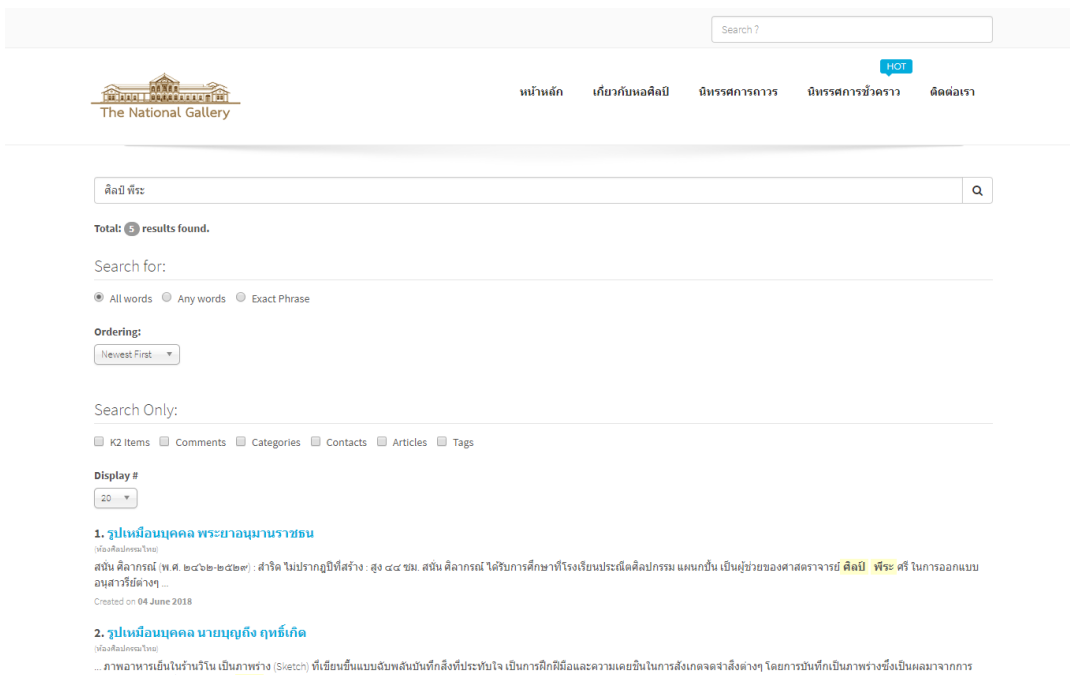 Search ?
HOT
The National Gallery
หน้าหลัก เกี่ยวกับหอศิลป์ นิทรรศการถาวร นิทรรศการชั่วคราว ติดต่อเรา
ศิลป์ พีระ
Total: 5 results found.
Search for:
All words Any words Exact Phrase
Ordering:
Newest First
Search Only:
K2 Items Comments Categories Contacts Articles Tags
Display #
20
1. รูปเหมือนบุคคล พระยาอนุมานราชธน
(ห้องศิลปกรรมไทย)
สนั่น ศิลากรณ์ (พ.ศ. ๒๔๖๒-๒๕๒๙) : สำริด ไม่ปรากฏปีที่สร้าง : สูง ๔๔ ซม. สนั่น ศิลากรณ์ ได้รับการศึกษาที่โรงเรียนประณีตศิลปกรรม แผนกปั้น เป็นผู้ช่วยของศาสตราจารย์ ศิลป์ พีระ ศรี ในการออกแบบ
อนุสาวรีย์ต่างๆ ...
Created on 04 June 2018
2. รูปเหมือนบุคคล นายบุญถึง ฤทธิ์เกิด
(ห้องศิลปกรรมไทย)
... ภาพอาหารเย็นในร้านวีโน เป็นภาพร่าง (Sketch) ที่เขียนขึ้นแบบฉับพลันบันทึกสิ่งที่ประทับใจ เป็นการฝึกฝีมือและความเคยชินในการสังเกตจดจำสิ่งต่างๆ โดยการบันทึกเป็นภาพร่างซึ่งเป็นผลมาจากการ